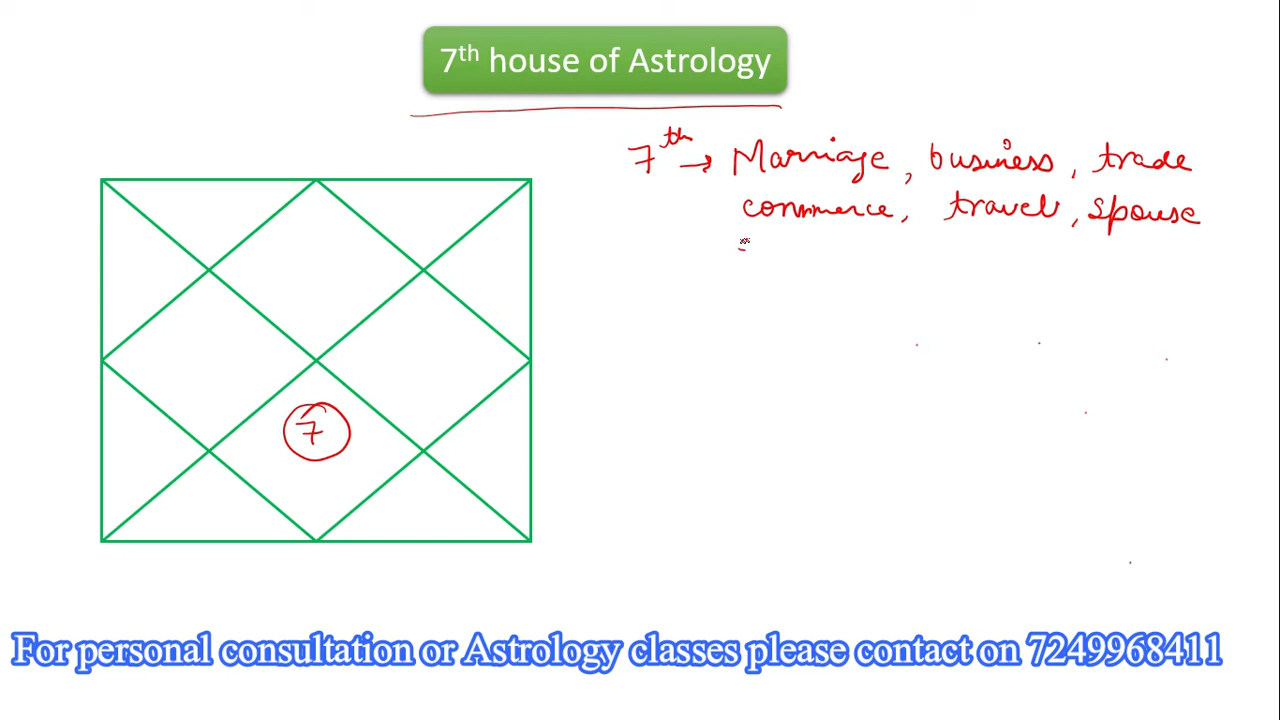 7th house of Astrology
7th → Marriage, business, trade
commerce, travel, spouse
7
For personal consultation or Astrology classes please contact on 7249968411